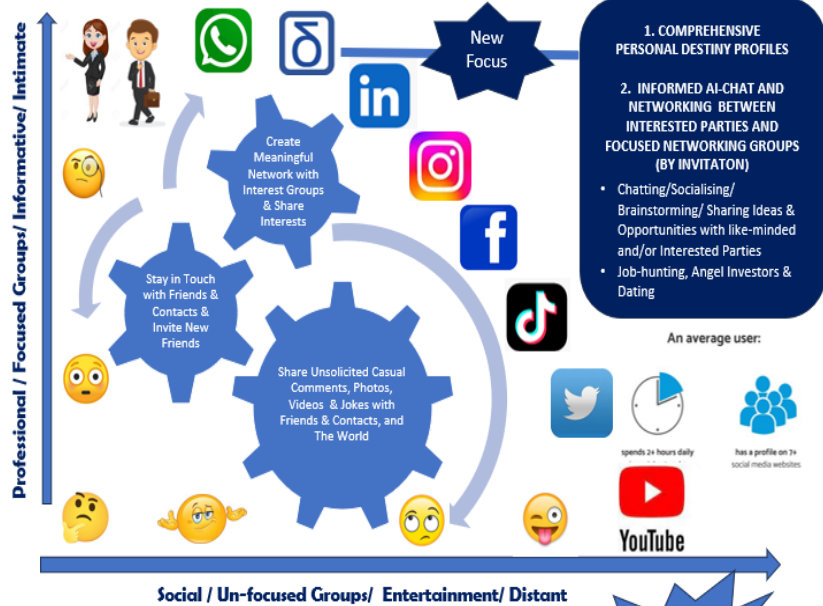 Professional / Focused Groups/ Informative/ Intimate
δ
New
Focus
1. COMPREHENSIVE
PERSONAL DESTINY PROFILES
2. INFORMED AI-CHAT AND
NETWORKING BETWEEN
INTERESTED PARTIES AND
FOCUSED NETWORKING GROUPS
(BY INVITATON)
• Chatting/Socialising/
Brainstorming/ Sharing Ideas &
Opportunities with like-minded
and/or Interested Parties
• Job-hunting, Angel Investors &
Dating
in
Create
Meaningful
Network with
Interest Groups
& Share
Interests
Stay in Touch
with Friends &
Contacts &
Invite New
Friends
Share Unsolicited Casual
Comments, Photos,
Videos & Jokes with
Friends & Contacts, and
The World
f
An average user:
spends 2+ hours daily
has a profile on 7+
social media websites
YouTube
Social / Un-focused Groups/ Entertainment/ Distant